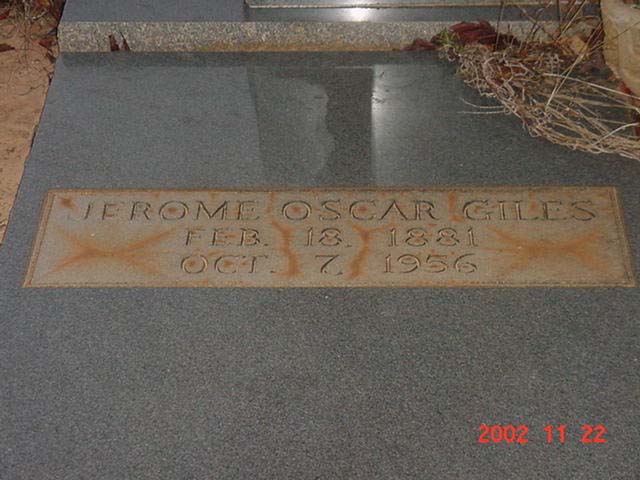 JEROME OSCAR GILES
FEB. 18. 1881
OCT. 7, 1956
2002 11 22